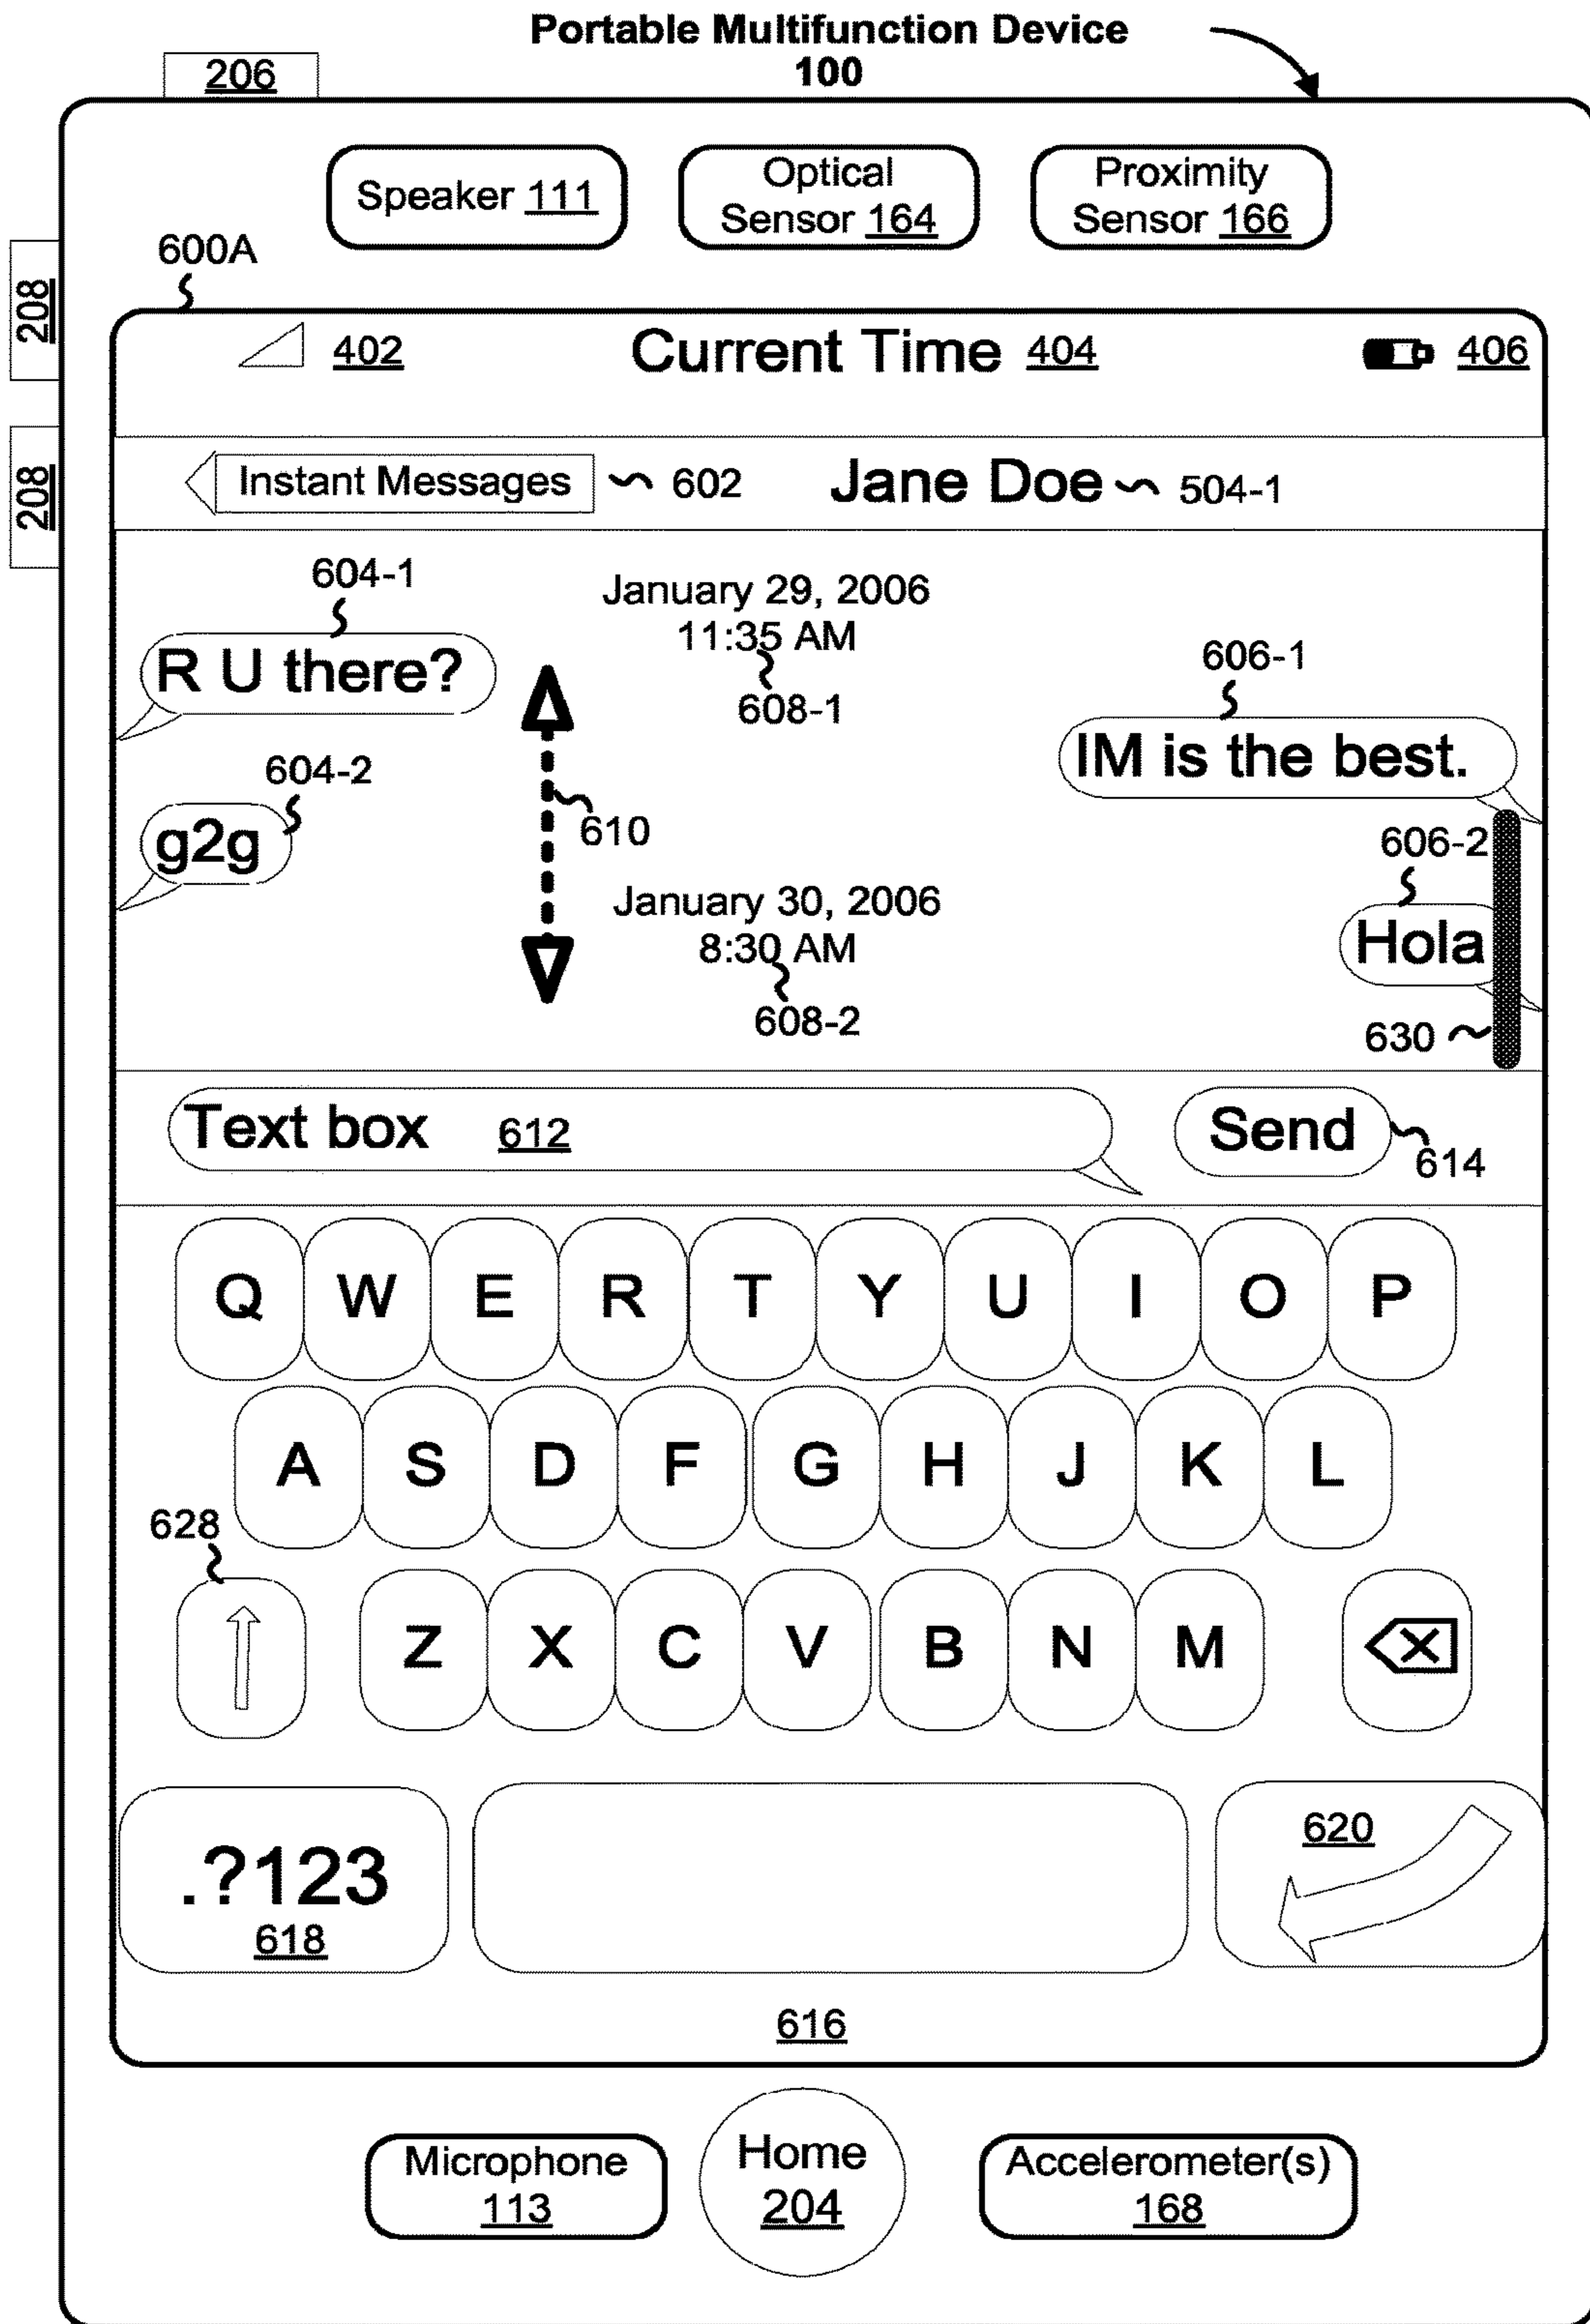 Portable Multifunction Device
100
206
Speaker 111
Optical
Sensor 164
Proximity
Sensor 166
600A
208
208
402
Current Time 404
406
Instant Messages
602
Jane Doe
504-1
604-1
R U there?
January 29, 2006
11:35 AM
608-1
606-1
IM is the best.
604-2
g2g
610
606-2
Hola
January 30, 2006
8:30 AM
608-2
630
Text box 612
Send
614
Q W E R T Y U I O P
A S D F G H J K L
628
Z X C V B N M
.?123
618
620
616
Microphone
113
Home
204
Accelerometer(s)
168